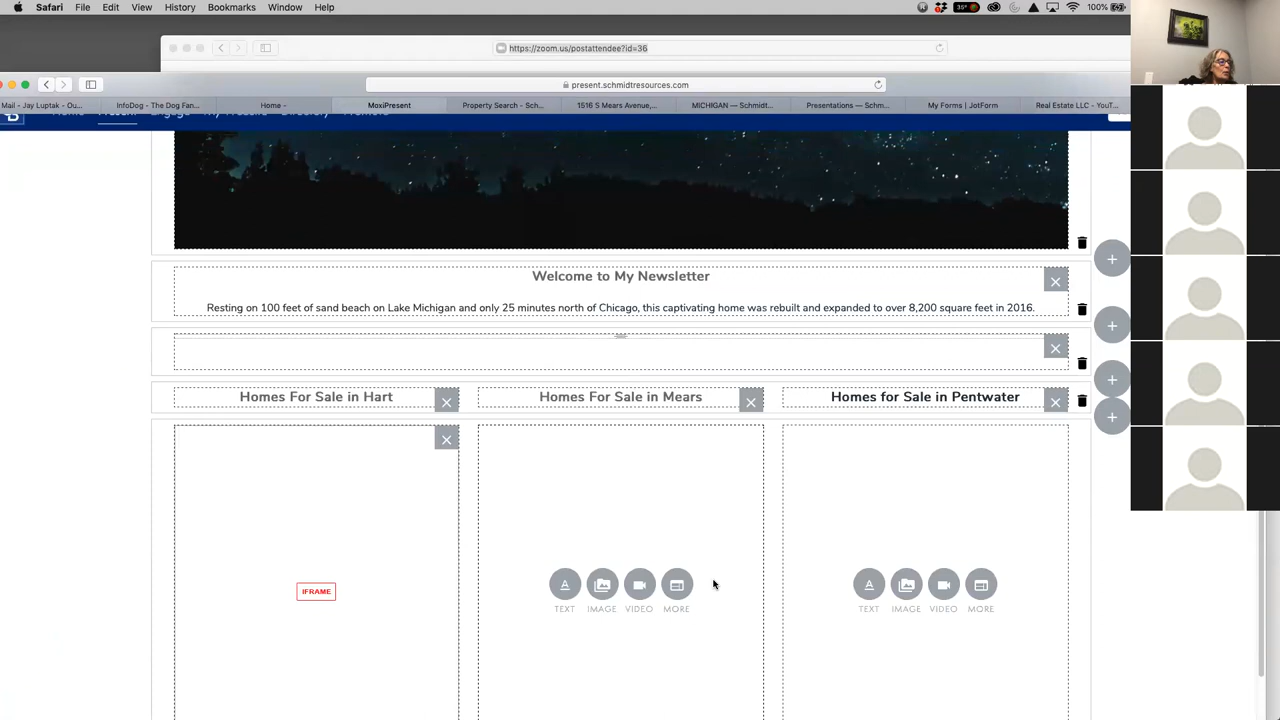 Safari File Edit View History Bookmarks Window Help 35° 100%
https://zoom.us/postattendee?id=36
present.schmidtresources.com
Mail - Jay Luptak - Ou... InfoDog - The Dog Fan... Home - MoxiPresent Property Search - Sch... 1516 S Mears Avenue,... MICHIGAN — Schmidt... Presentations — Schm... My Forms | JotForm Real Estate LLC - YouT...
Welcome to My Newsletter
Resting on 100 feet of sand beach on Lake Michigan and only 25 minutes north of Chicago, this captivating home was rebuilt and expanded to over 8,200 square feet in 2016.
Homes For Sale in Hart Homes For Sale in Mears Homes for Sale in Pentwater
IFRAME
TEXT IMAGE VIDEO MORE TEXT IMAGE VIDEO MORE